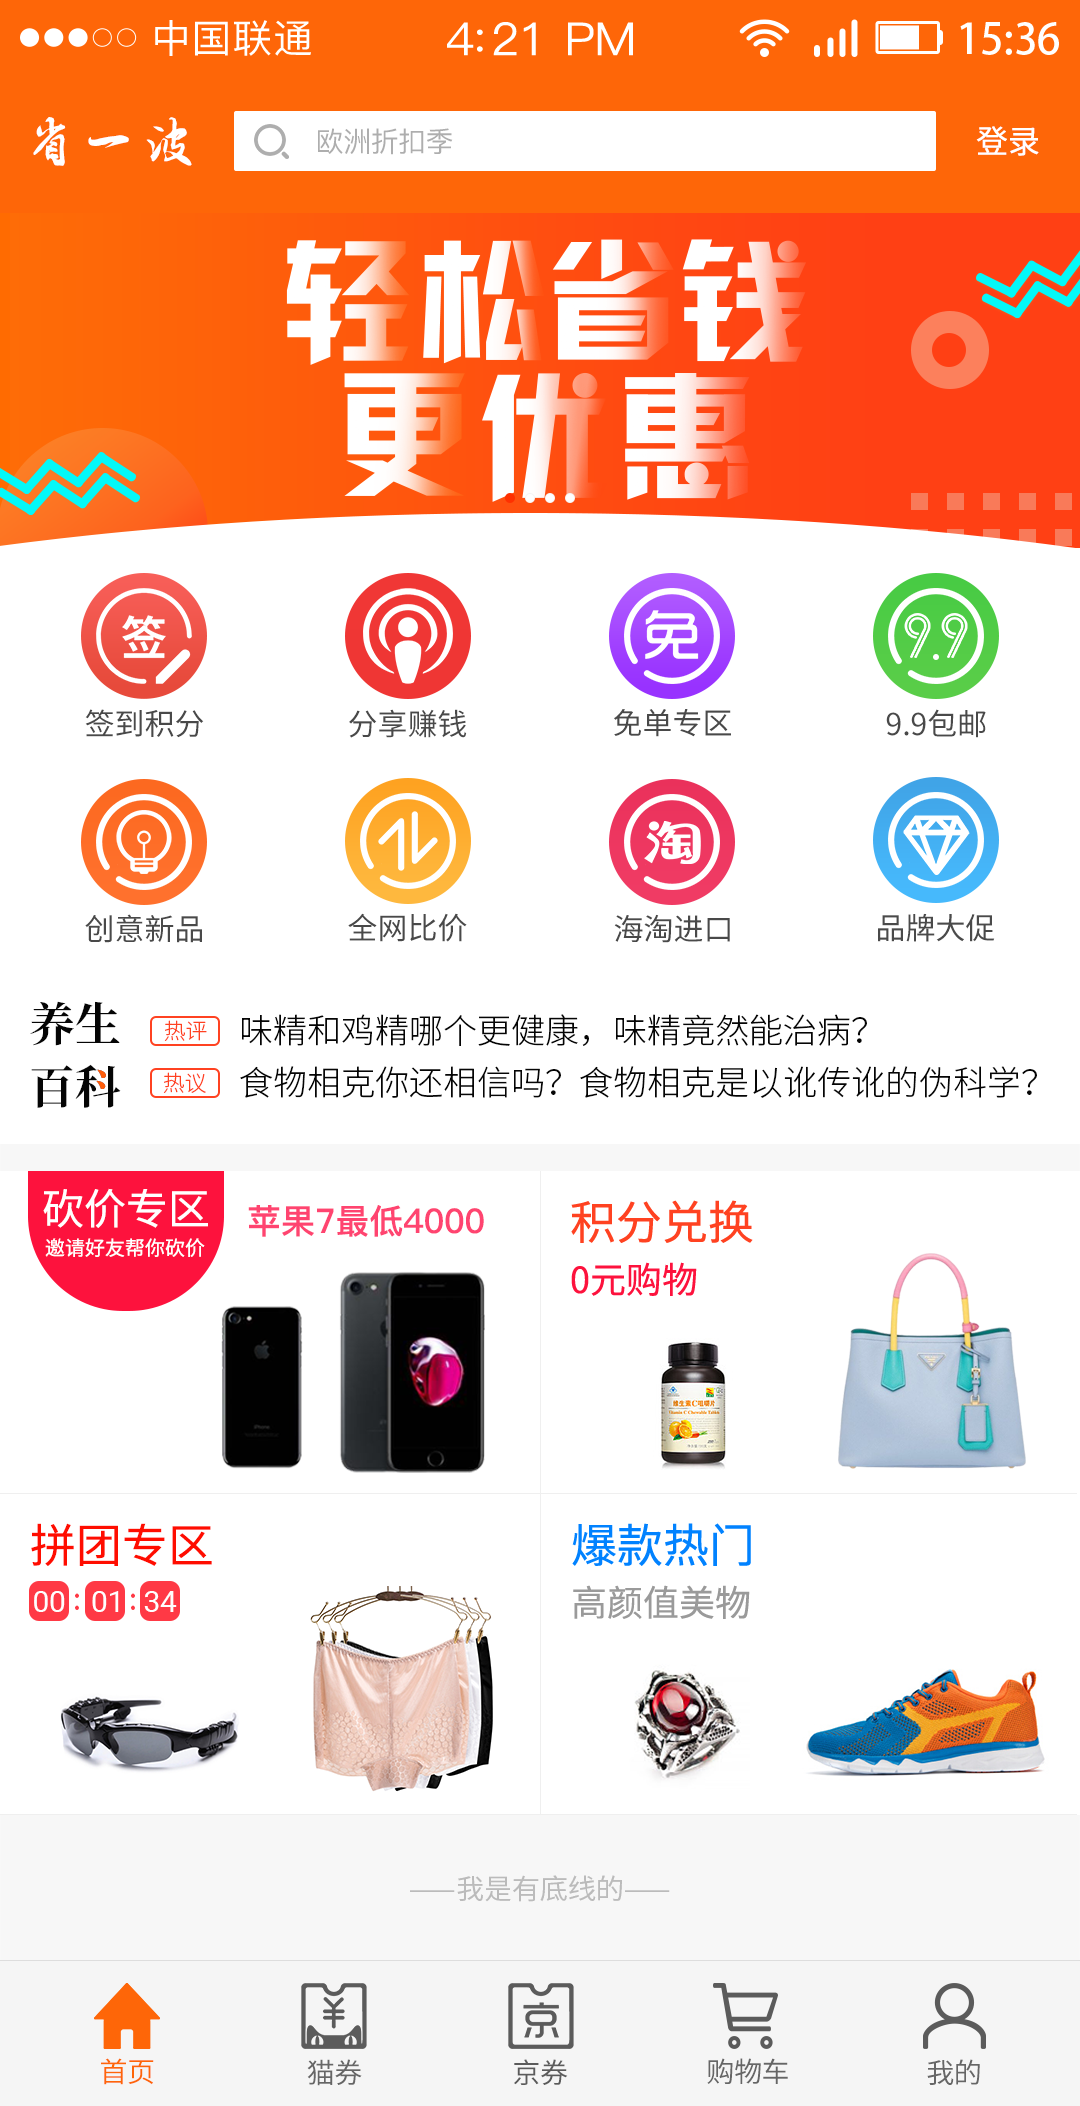 中国联通 4:21 PM 15:36
省一波 欧洲折扣季 登录
轻松省钱
更优惠
签 免 9.9
签到积分 分享赚钱 免单专区 9.9包邮
淘
创意新品 全网比价 海淘进口 品牌大促
养生
百科
热评 味精和鸡精哪个更健康，味精竟然能治病？
热议 食物相克你还相信吗？食物相克是以讹传讹的伪科学？
砍价专区
邀请好友帮你砍价
苹果7最低4000
积分兑换
0元购物
维生素C咀嚼片
拼团专区
00:01:34
爆款热门
高颜值美物
——我是有底线的——
京
首页 猫券 京券 购物车 我的